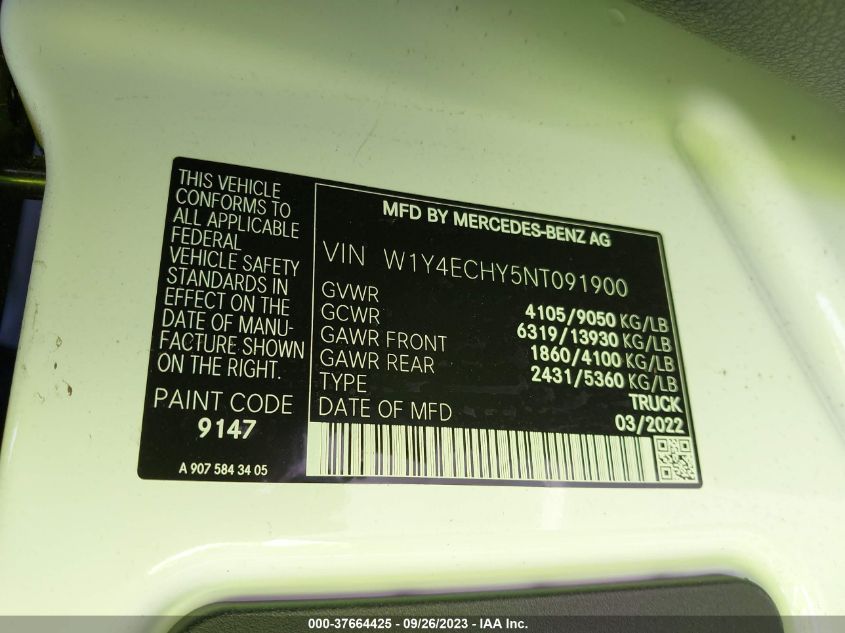 THIS VEHICLE
CONFORMS TO
ALL APPLICABLE
FEDERAL
VEHICLE SAFETY
STANDARDS IN
EFFECT ON THE
DATE OF MANU-
FACTURE SHOWN
ON THE RIGHT.
PAINT CODE
9147
A 907 584 34 05
MFD BY MERCEDES-BENZ AG
VIN W1Y4ECHY5NT091900
GVWR 4105/9050 KG/LB
GCWR 6319/13930 KG/LB
GAWR FRONT 1860/4100 KG/LB
GAWR REAR 2431/5360 KG/LB
TYPE TRUCK
DATE OF MFD 03/2022
000-37664425 - 09/26/2023 - IAA Inc.